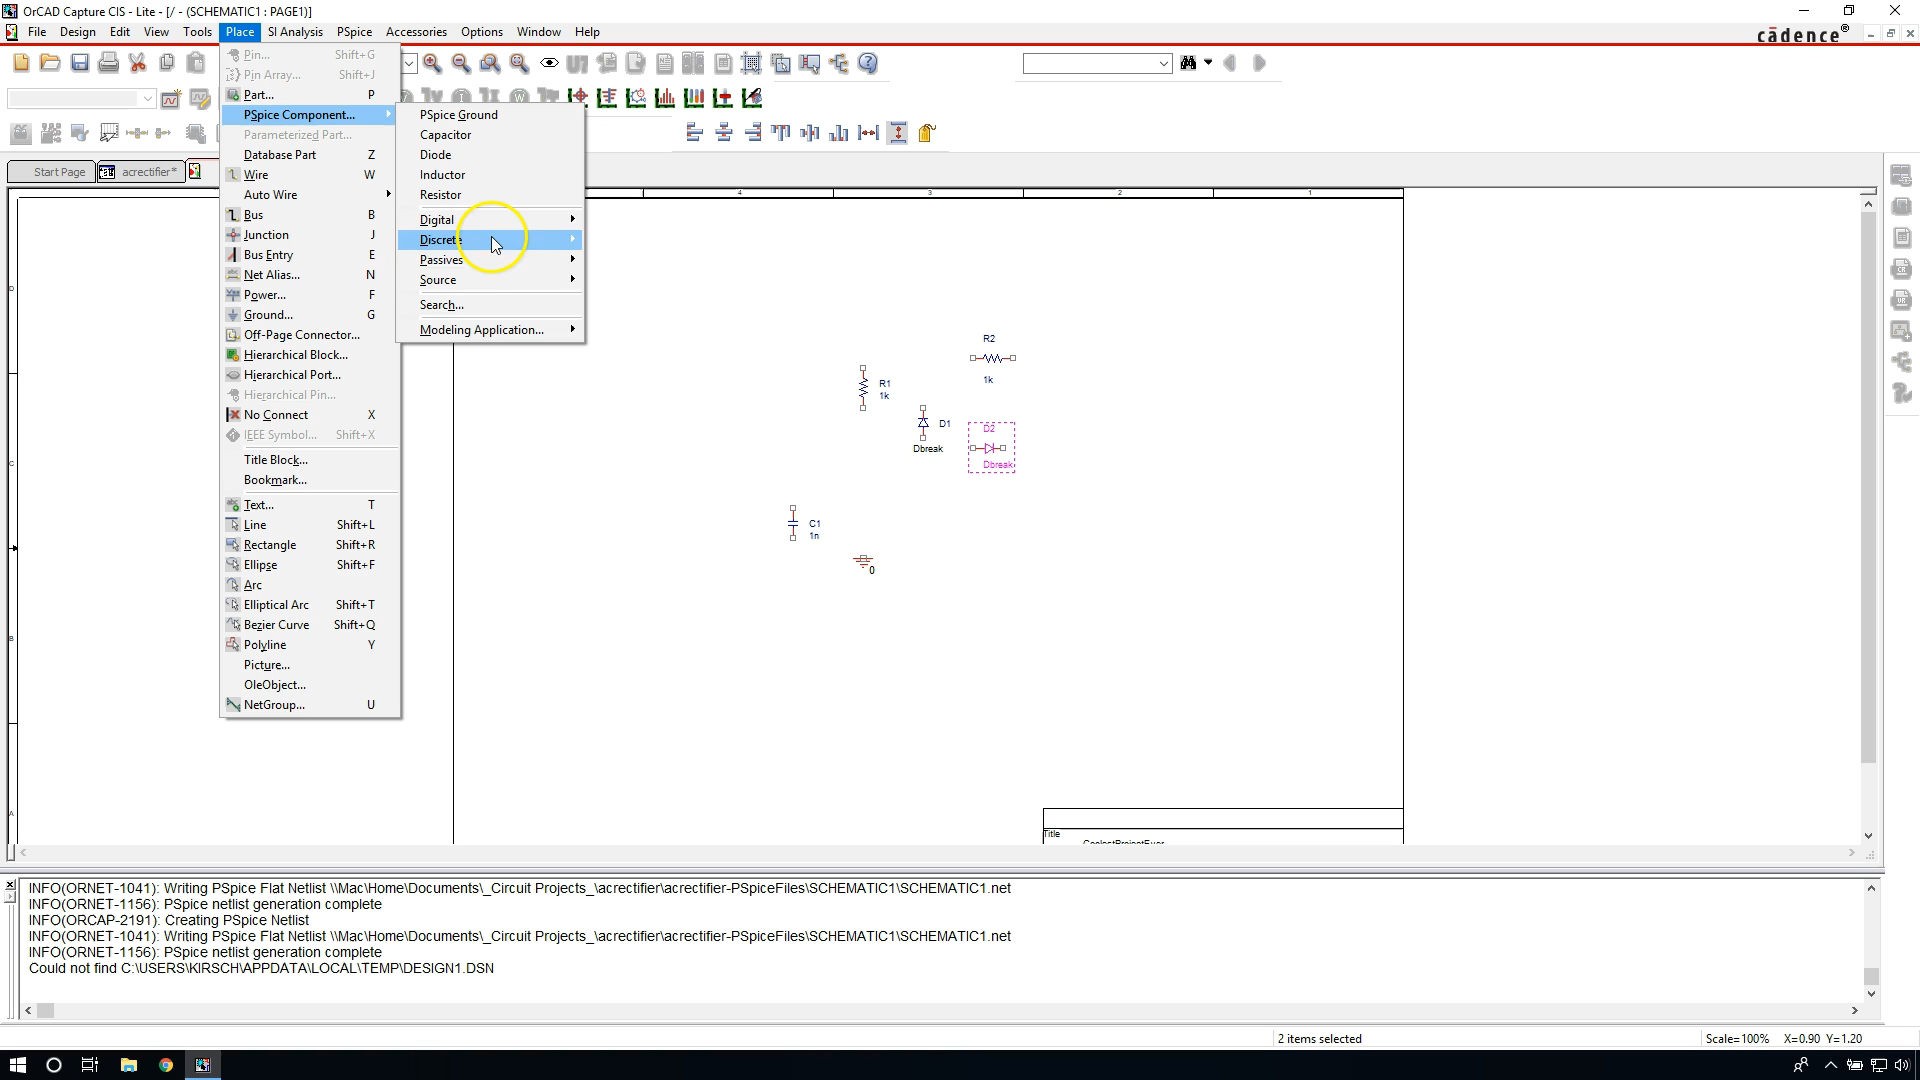 OrCAD Capture CIS - Lite - [/ - (SCHEMATIC1 : PAGE1)]
File Design Edit View Tools Place SI Analysis PSpice Accessories Options Window Help
cādence®
Pin... Shift+G
Pin Array... Shift+J
Part... P
PSpice Component...
Parameterized Part...
Database Part Z
Wire W
Auto Wire
Bus B
Junction J
Bus Entry E
Net Alias... N
Power... F
Ground... G
Off-Page Connector...
Hierarchical Block...
Hierarchical Port...
Hierarchical Pin...
No Connect X
IEEE Symbol... Shift+X
Title Block...
Bookmark...
Text... T
Line Shift+L
Rectangle Shift+R
Ellipse Shift+F
Arc
Elliptical Arc Shift+T
Bezier Curve Shift+Q
Polyline Y
Picture...
OleObject...
NetGroup... U
PSpice Ground
Capacitor
Diode
Inductor
Resistor
Digital
Discrete
Passives
Source
Search...
Modeling Application...
Start Page
acrectifier*
4 3 2 1
D
C
B
A
R2
1k
R1
1k
D1
Dbreak
D2
Dbreak
C1
1n
0
Title
INFO(ORNET-1041): Writing PSpice Flat Netlist \\Mac\Home\Documents\_Circuit Projects_\acrectifier\acrectifier-PSpiceFiles\SCHEMATIC1\SCHEMATIC1.net
INFO(ORNET-1156): PSpice netlist generation complete
INFO(ORCAP-2191): Creating PSpice Netlist
INFO(ORNET-1041): Writing PSpice Flat Netlist \\Mac\Home\Documents\_Circuit Projects_\acrectifier\acrectifier-PSpiceFiles\SCHEMATIC1\SCHEMATIC1.net
INFO(ORNET-1156): PSpice netlist generation complete
Could not find C:\USERS\KIRSCH\APPDATA\LOCAL\TEMP\DESIGN1.DSN
2 items selected
Scale=100% X=0.90 Y=1.20